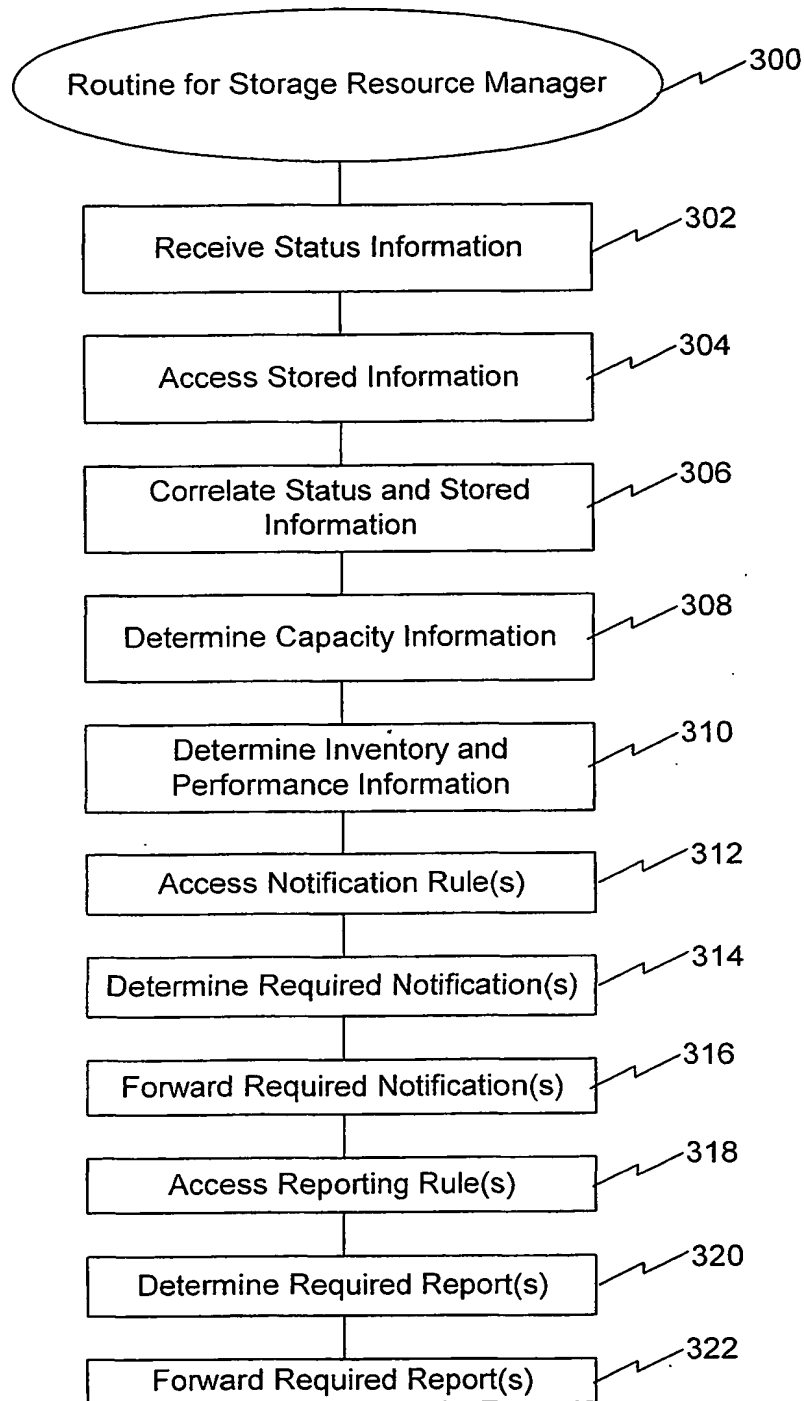 Routine for Storage Resource Manager
300
Receive Status Information
302
Access Stored Information
304
Correlate Status and Stored
Information
306
Determine Capacity Information
308
Determine Inventory and
Performance Information
310
Access Notification Rule(s)
312
Determine Required Notification(s)
314
Forward Required Notification(s)
316
Access Reporting Rule(s)
318
Determine Required Report(s)
320
Forward Required Report(s)
322